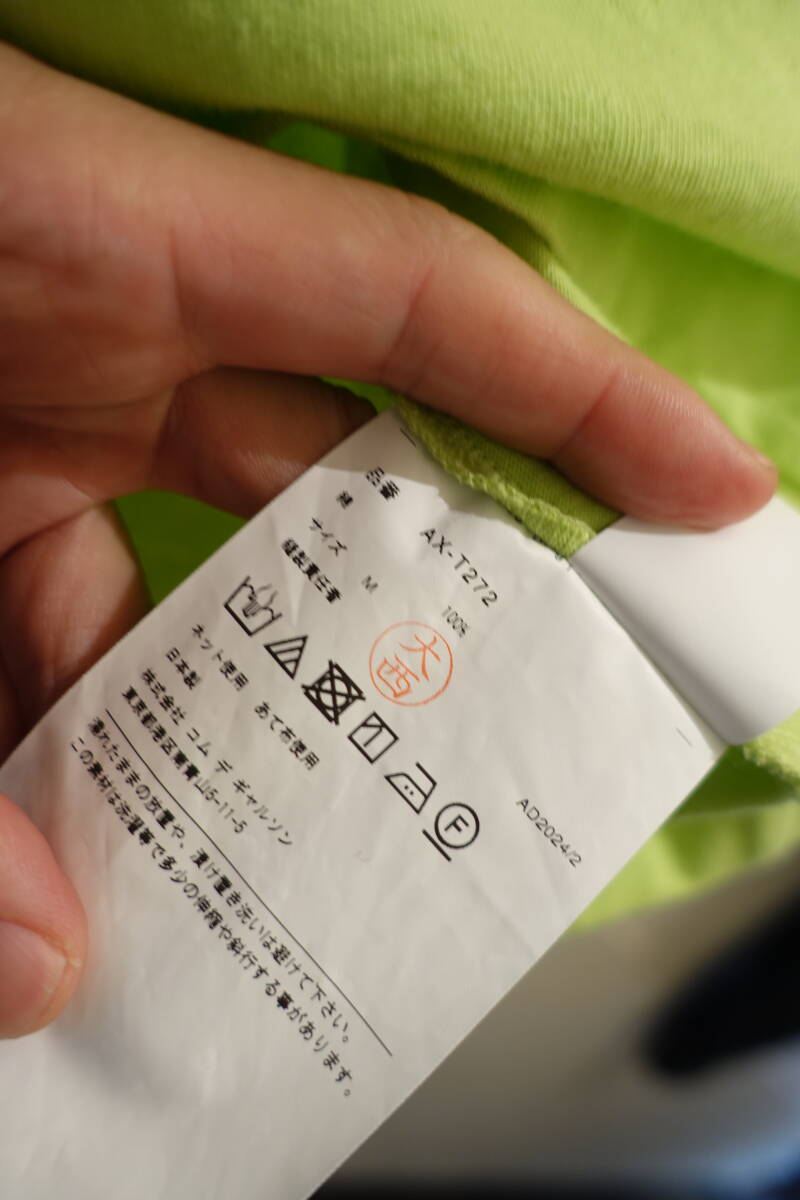 品番 AX-T272
綿 100%
サイズ M
縫製責任者 大西
F
ネット使用 あて布使用
日本製
株式会社 コム デ ギャルソン
東京都港区南青山5-11-5
AD2024/2
濡れたままの放置や、漬け置き洗いは避けて下さい。
この素材は洗濯等で多少の伸縮や斜行する事があります。